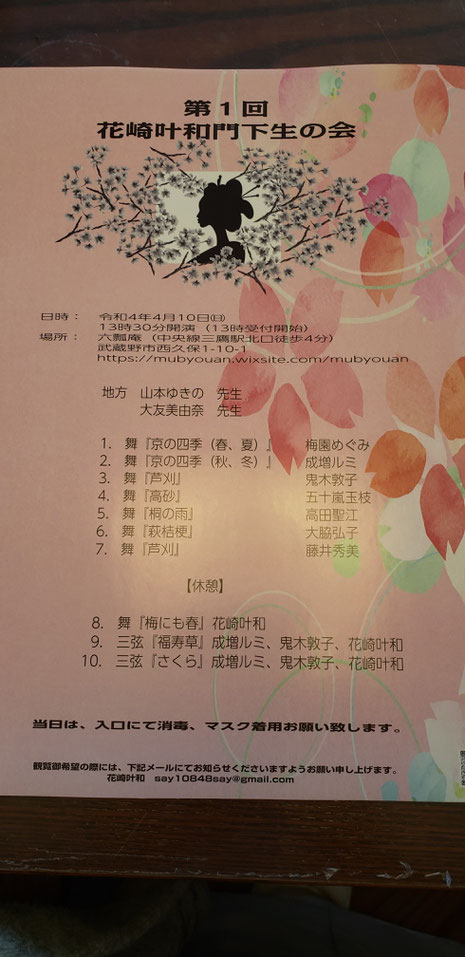 第１回
花崎叶和門下生の会
日時： 令和4年4月10日㈰
13時30分開演（13時受付開始）
場所： 六瓢庵（中央線三鷹駅北口徒歩4分）
武蔵野市西久保1-10-1
https://mubyouan.wixsite.com/mubyouan
地方 山本ゆきの 先生
大友美由奈 先生
1. 舞『京の四季（春、夏）』 梅園めぐみ
2. 舞『京の四季（秋、冬）』 成増ルミ
3. 舞『芦刈』 鬼木敦子
4. 舞『高砂』 五十嵐玉枝
5. 舞『桐の雨』 高田聖江
6. 舞『萩桔梗』 大脇弘子
7. 舞『芦刈』 藤井秀美
【休憩】
8. 舞『梅にも春』花崎叶和
9. 三弦『福寿草』成増ルミ、鬼木敦子、花崎叶和
10. 三弦『さくら』成増ルミ、鬼木敦子、花崎叶和
当日は、入口にて消毒、マスク着用お願い致します。
観覧御希望の際には、下記メールにてお知らせくださいますようお願い申し上げます。
花崎叶和 say10848say@gmail.com